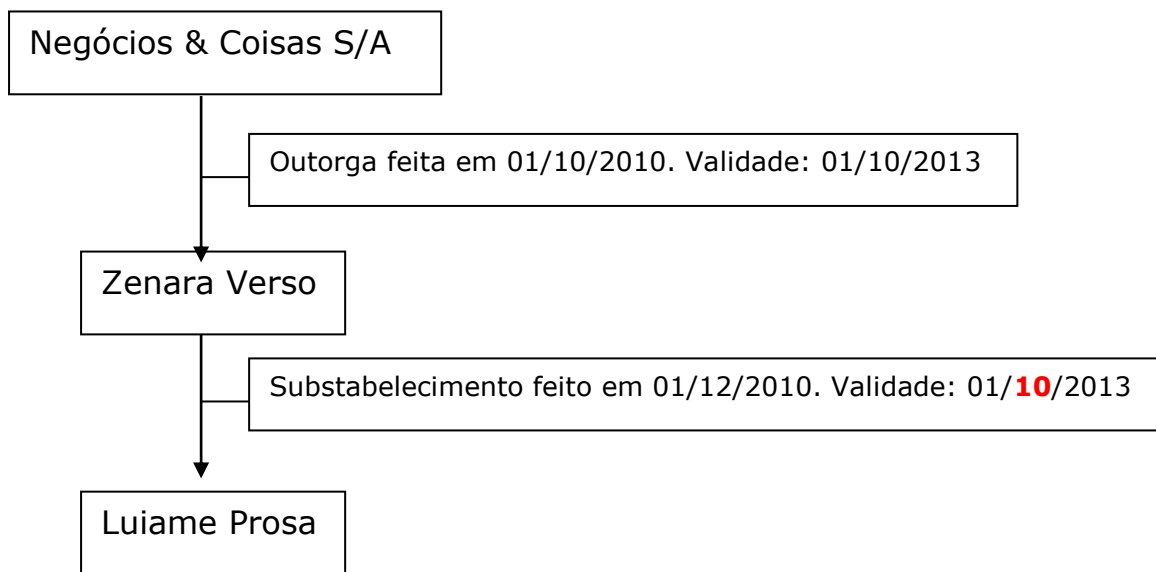 Negócios & Coisas S/A
Outorga feita em 01/10/2010. Validade: 01/10/2013
Zenara Verso
Substabelecimento feito em 01/12/2010. Validade: 01/10/2013
Luiame Prosa